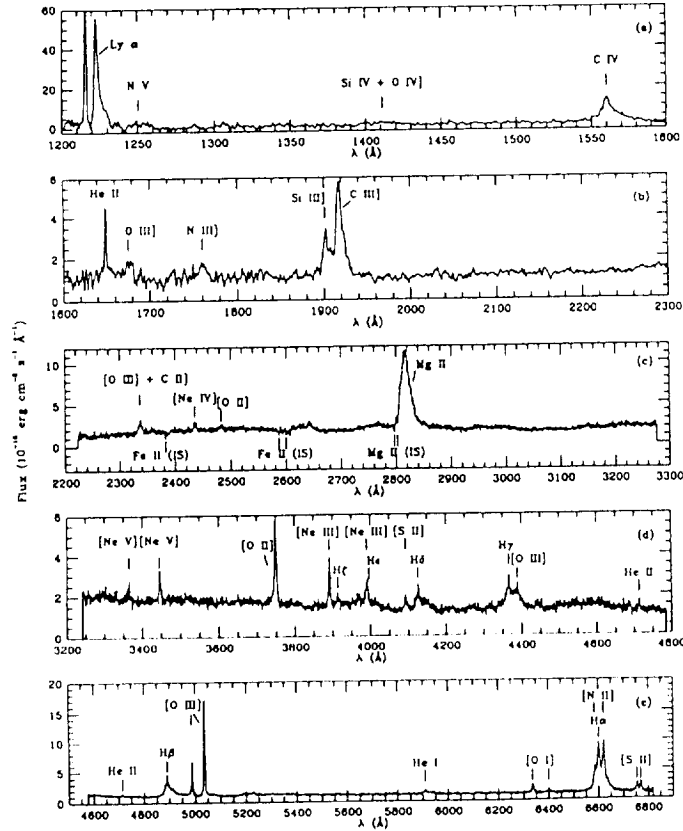 60
40
20
0
Ly α
N V
Si IV + O IV]
C IV
(a)
1200 1250 1300 1350 1400 1450 1500 1550 1600
λ (Å)
6
4
2
0
He II
O III]
N III]
Si III]
C III]
(b)
1600 1700 1800 1900 2000 2100 2200 2300
λ (Å)
Flux (10⁻¹⁶ erg cm⁻² s⁻¹ Å⁻¹)
10
5
0
[O III] + C II]
[Ne IV]
[O II]
Mg II
(c)
Fe II (IS)
Fe II (IS)
Mg II (IS)
2200 2300 2400 2500 2600 2700 2800 2900 3000 3100 3200 3300
λ (Å)
6
4
2
0
[Ne V] [Ne V]
[O II]
[Ne III]
Hζ
[Ne III]
Hε
[S II]
Hδ
Hγ
[O III]
He II
(d)
3200 3400 3600 3800 4000 4200 4400 4600 4800
λ (Å)
20
15
10
5
0
He II
Hβ
[O III]
He I
[O I]
[N II]
Hα
[S II]
(e)
4600 4800 5000 5200 5400 5600 5800 6000 6200 6400 6600 6800
λ (Å)